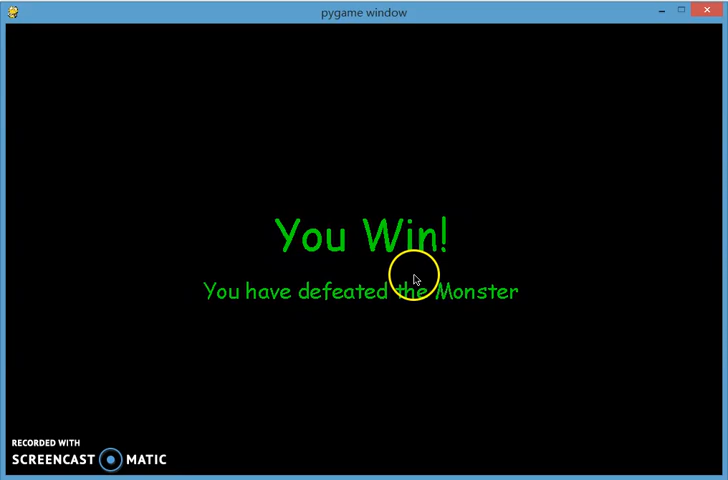 pygame window
You Win!
You have defeated the Monster
RECORDED WITH
SCREENCAST MATIC